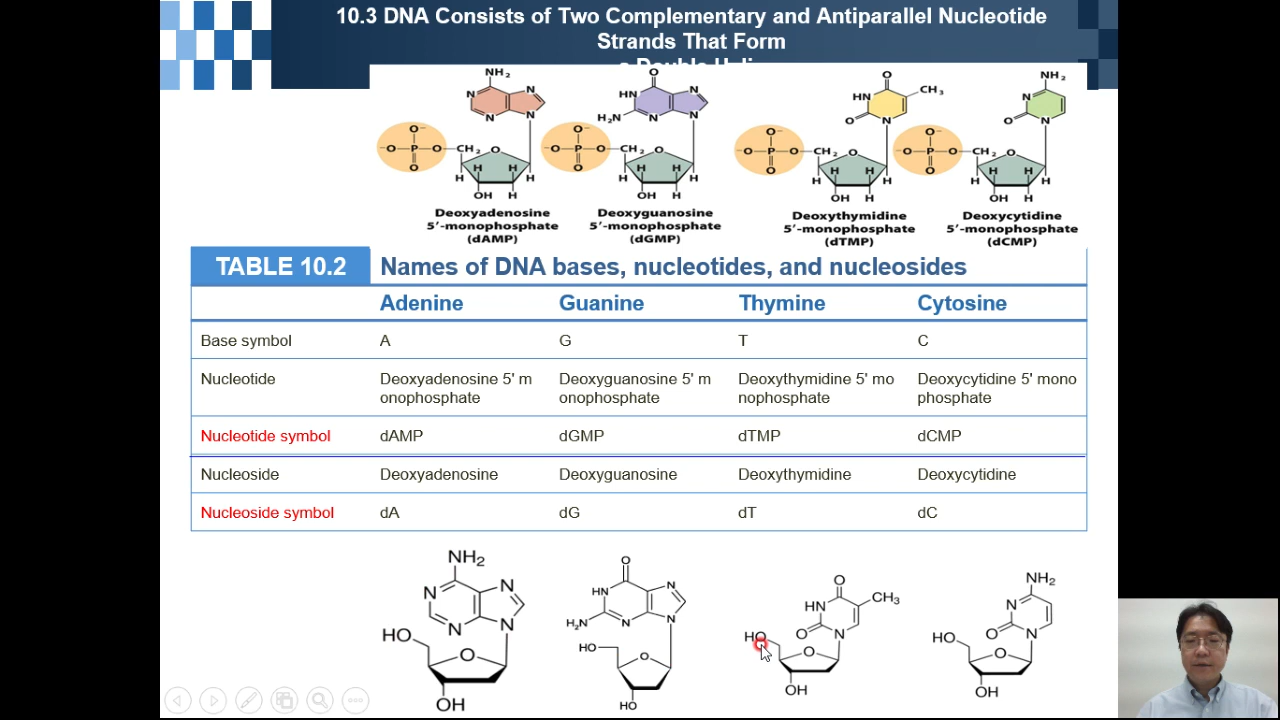 10.3 DNA Consists of Two Complementary and Antiparallel Nucleotide
Strands That Form
NH₂
N
N
N
N
O
HN
H₂N
N
N
N
O
HN
O
N
CH₃
NH₂
N
O
N
O⁻
⁻O—P—O—CH₂
O
O
H H
H
OH H
O⁻
⁻O—P—O—CH₂
O
O
H H
H
OH H
O⁻
⁻O—P—O—CH₂
O
O
H H
H H
OH H
O⁻
⁻O—P—O—CH₂
O
O
H H
H H
OH H
Deoxyadenosine
5′-monophosphate
(dAMP)
Deoxyguanosine
5′-monophosphate
(dGMP)
Deoxythymidine
5′-monophosphate
(dTMP)
Deoxycytidine
5′-monophosphate
(dCMP)
TABLE 10.2 Names of DNA bases, nucleotides, and nucleosides
Adenine Guanine Thymine Cytosine
Base symbol A G T C
Nucleotide Deoxyadenosine 5' m Deoxyguanosine 5' m Deoxythymidine 5' mo Deoxycytidine 5' mono
onophosphate onophosphate nophosphate phosphate
Nucleotide symbol dAMP dGMP dTMP dCMP
Nucleoside Deoxyadenosine Deoxyguanosine Deoxythymidine Deoxycytidine
Nucleoside symbol dA dG dT dC
NH₂
N
N
N
N
HO
O
OH
O
HN
N
H₂N
N
N
HO
O
HO
O
HN
CH₃
O
N
HO
O
OH
NH₂
N
O
N
HO
O
OH